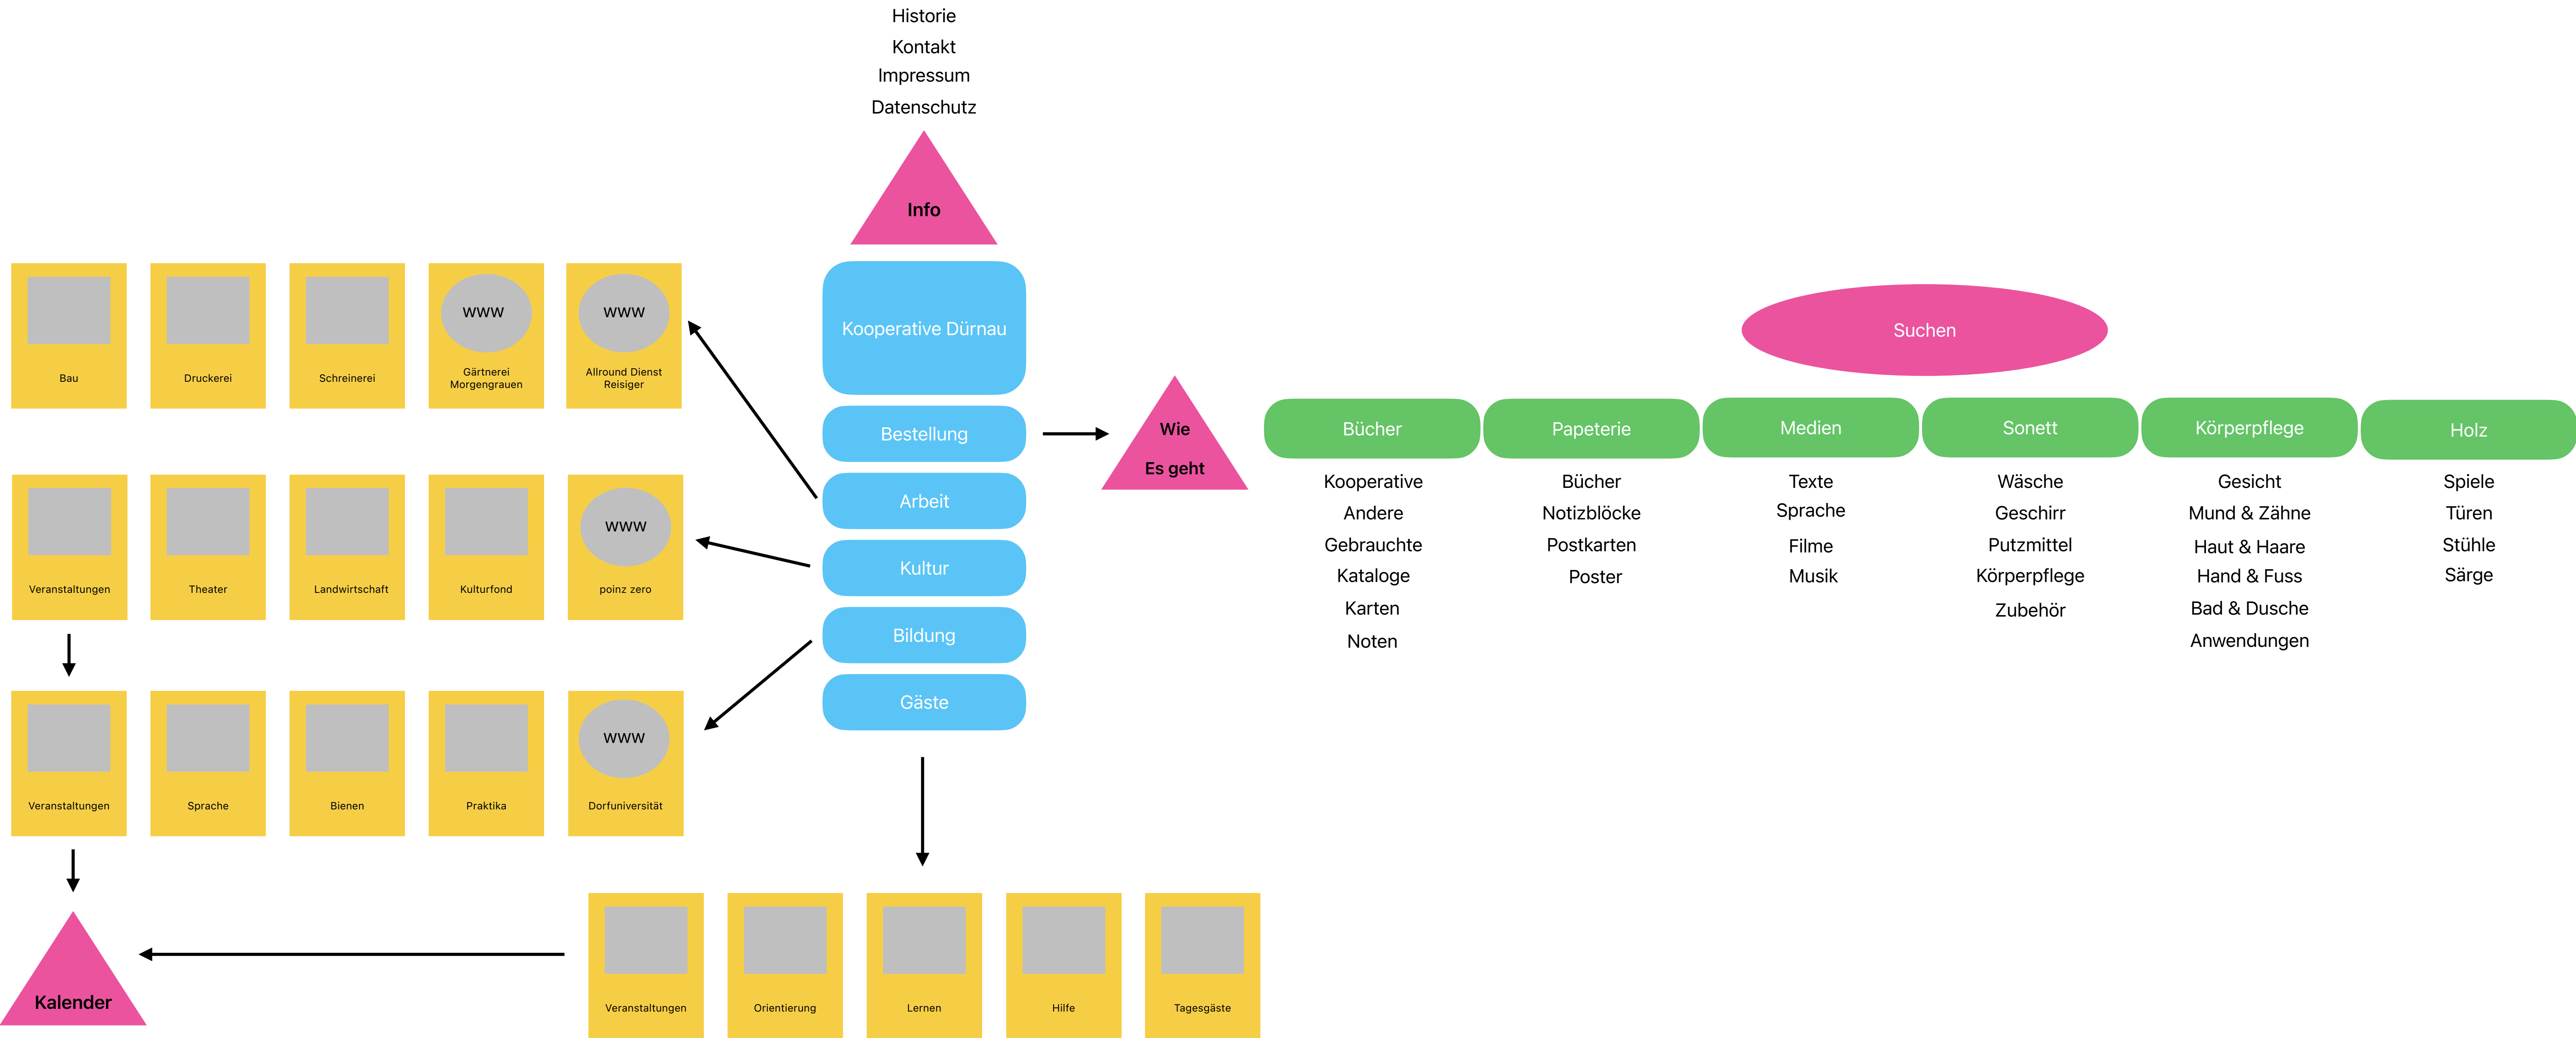 Historie
Kontakt
Impressum
Datenschutz
Info
Kooperative Dürnau
Bestellung
Arbeit
Kultur
Bildung
Gäste
WWW
WWW
Bau
Druckerei
Schreinerei
Gärtnerei
Morgengrauen
Allround Dienst
Reisiger
WWW
Veranstaltungen
Theater
Landwirtschaft
Kulturfond
poinz zero
WWW
Veranstaltungen
Sprache
Bienen
Praktika
Dorfuniversität
Kalender
Veranstaltungen
Orientierung
Lernen
Hilfe
Tagesgäste
Wie
Es geht
Suchen
Bücher
Kooperative
Andere
Gebrauchte
Kataloge
Karten
Noten
Papeterie
Bücher
Notizblöcke
Postkarten
Poster
Medien
Texte
Sprache
Filme
Musik
Sonett
Wäsche
Geschirr
Putzmittel
Körperpflege
Zubehör
Körperpflege
Gesicht
Mund & Zähne
Haut & Haare
Hand & Fuss
Bad & Dusche
Anwendungen
Holz
Spiele
Türen
Stühle
Särge